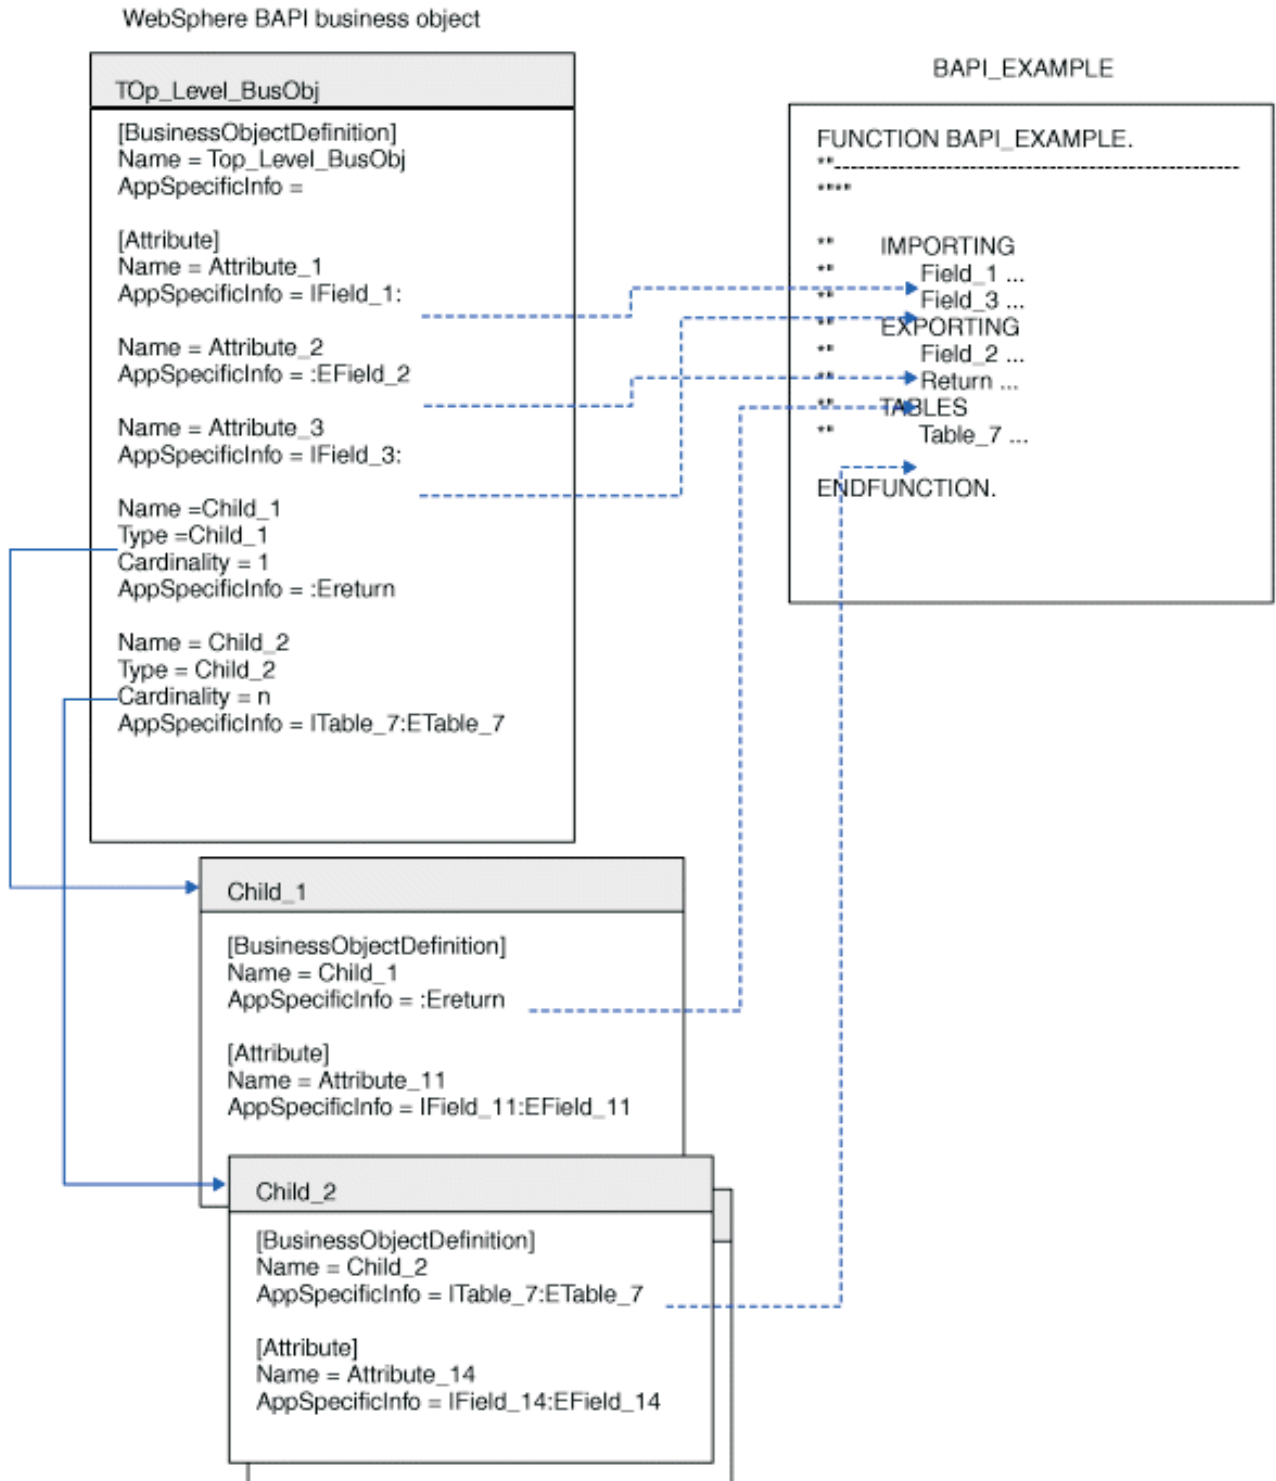 WebSphere BAPI business object
TOp_Level_BusObj
[BusinessObjectDefinition]
Name = Top_Level_BusObj
AppSpecificInfo =
[Attribute]
Name = Attribute_1
AppSpecificInfo = IField_1:
Name = Attribute_2
AppSpecificInfo = :EField_2
Name = Attribute_3
AppSpecificInfo = IField_3:
Name =Child_1
Type =Child_1
Cardinality = 1
AppSpecificInfo = :Ereturn
Name = Child_2
Type = Child_2
Cardinality = n
AppSpecificInfo = ITable_7:ETable_7
BAPI_EXAMPLE
FUNCTION BAPI_EXAMPLE.
*"----------------------------------------------------
*"*"
*" IMPORTING
*" Field_1 ...
*" Field_3 ...
*" EXPORTING
*" Field_2 ...
*" Return ...
*" TABLES
*" Table_7 ...
ENDFUNCTION.
Child_1
[BusinessObjectDefinition]
Name = Child_1
AppSpecificInfo = :Ereturn
[Attribute]
Name = Attribute_11
AppSpecificInfo = IField_11:EField_11
Child_2
[BusinessObjectDefinition]
Name = Child_2
AppSpecificInfo = ITable_7:ETable_7
[Attribute]
Name = Attribute_14
AppSpecificInfo = IField_14:EField_14